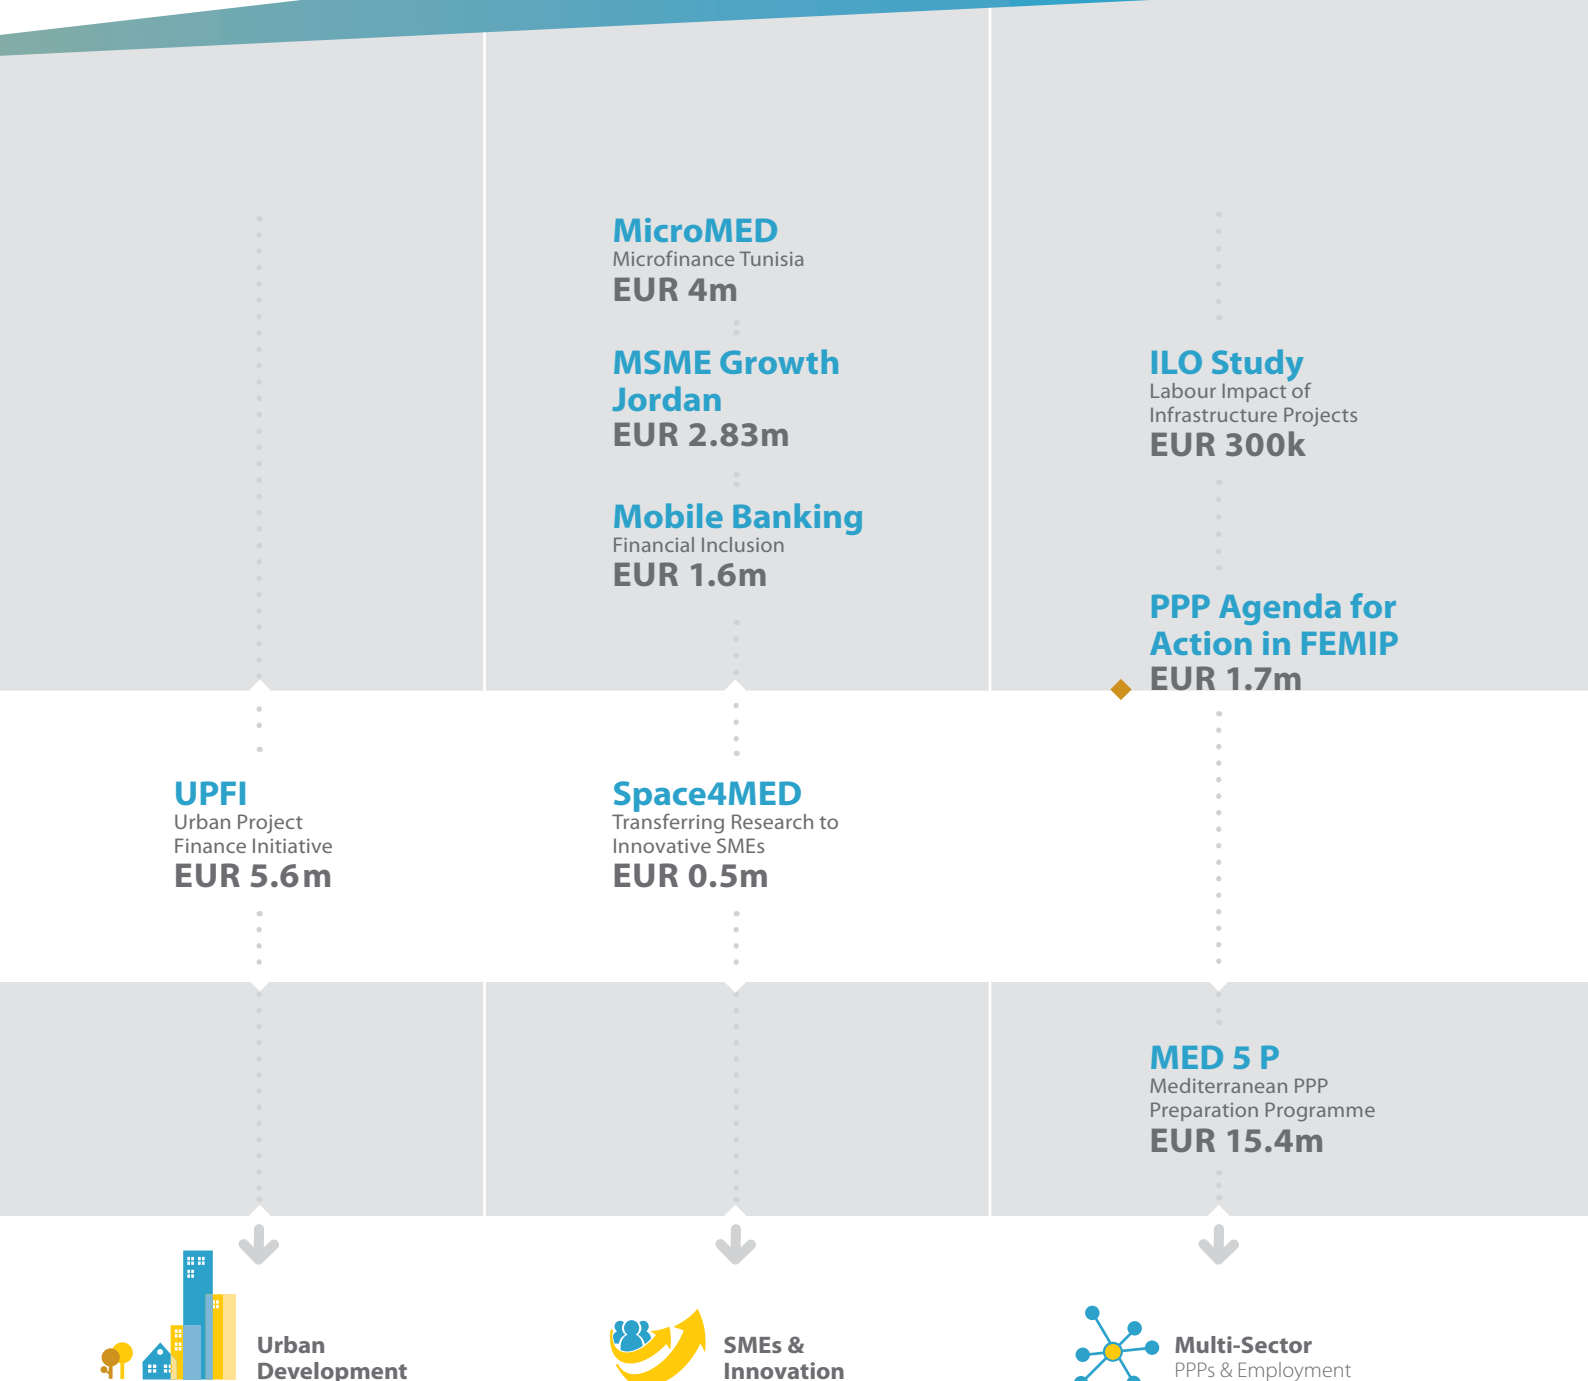 MicroMED
Microfinance Tunisia
EUR 4m
MSME Growth
Jordan
EUR 2.83m
Mobile Banking
Financial Inclusion
EUR 1.6m
ILO Study
Labour Impact of
Infrastructure Projects
EUR 300k
PPP Agenda for
Action in FEMIP
EUR 1.7m
UPFI
Urban Project
Finance Initiative
EUR 5.6m
Space4MED
Transferring Research to
Innovative SMEs
EUR 0.5m
MED 5 P
Mediterranean PPP
Preparation Programme
EUR 15.4m
Urban
Development
SMEs &
Innovation
Multi-Sector
PPPs & Employment